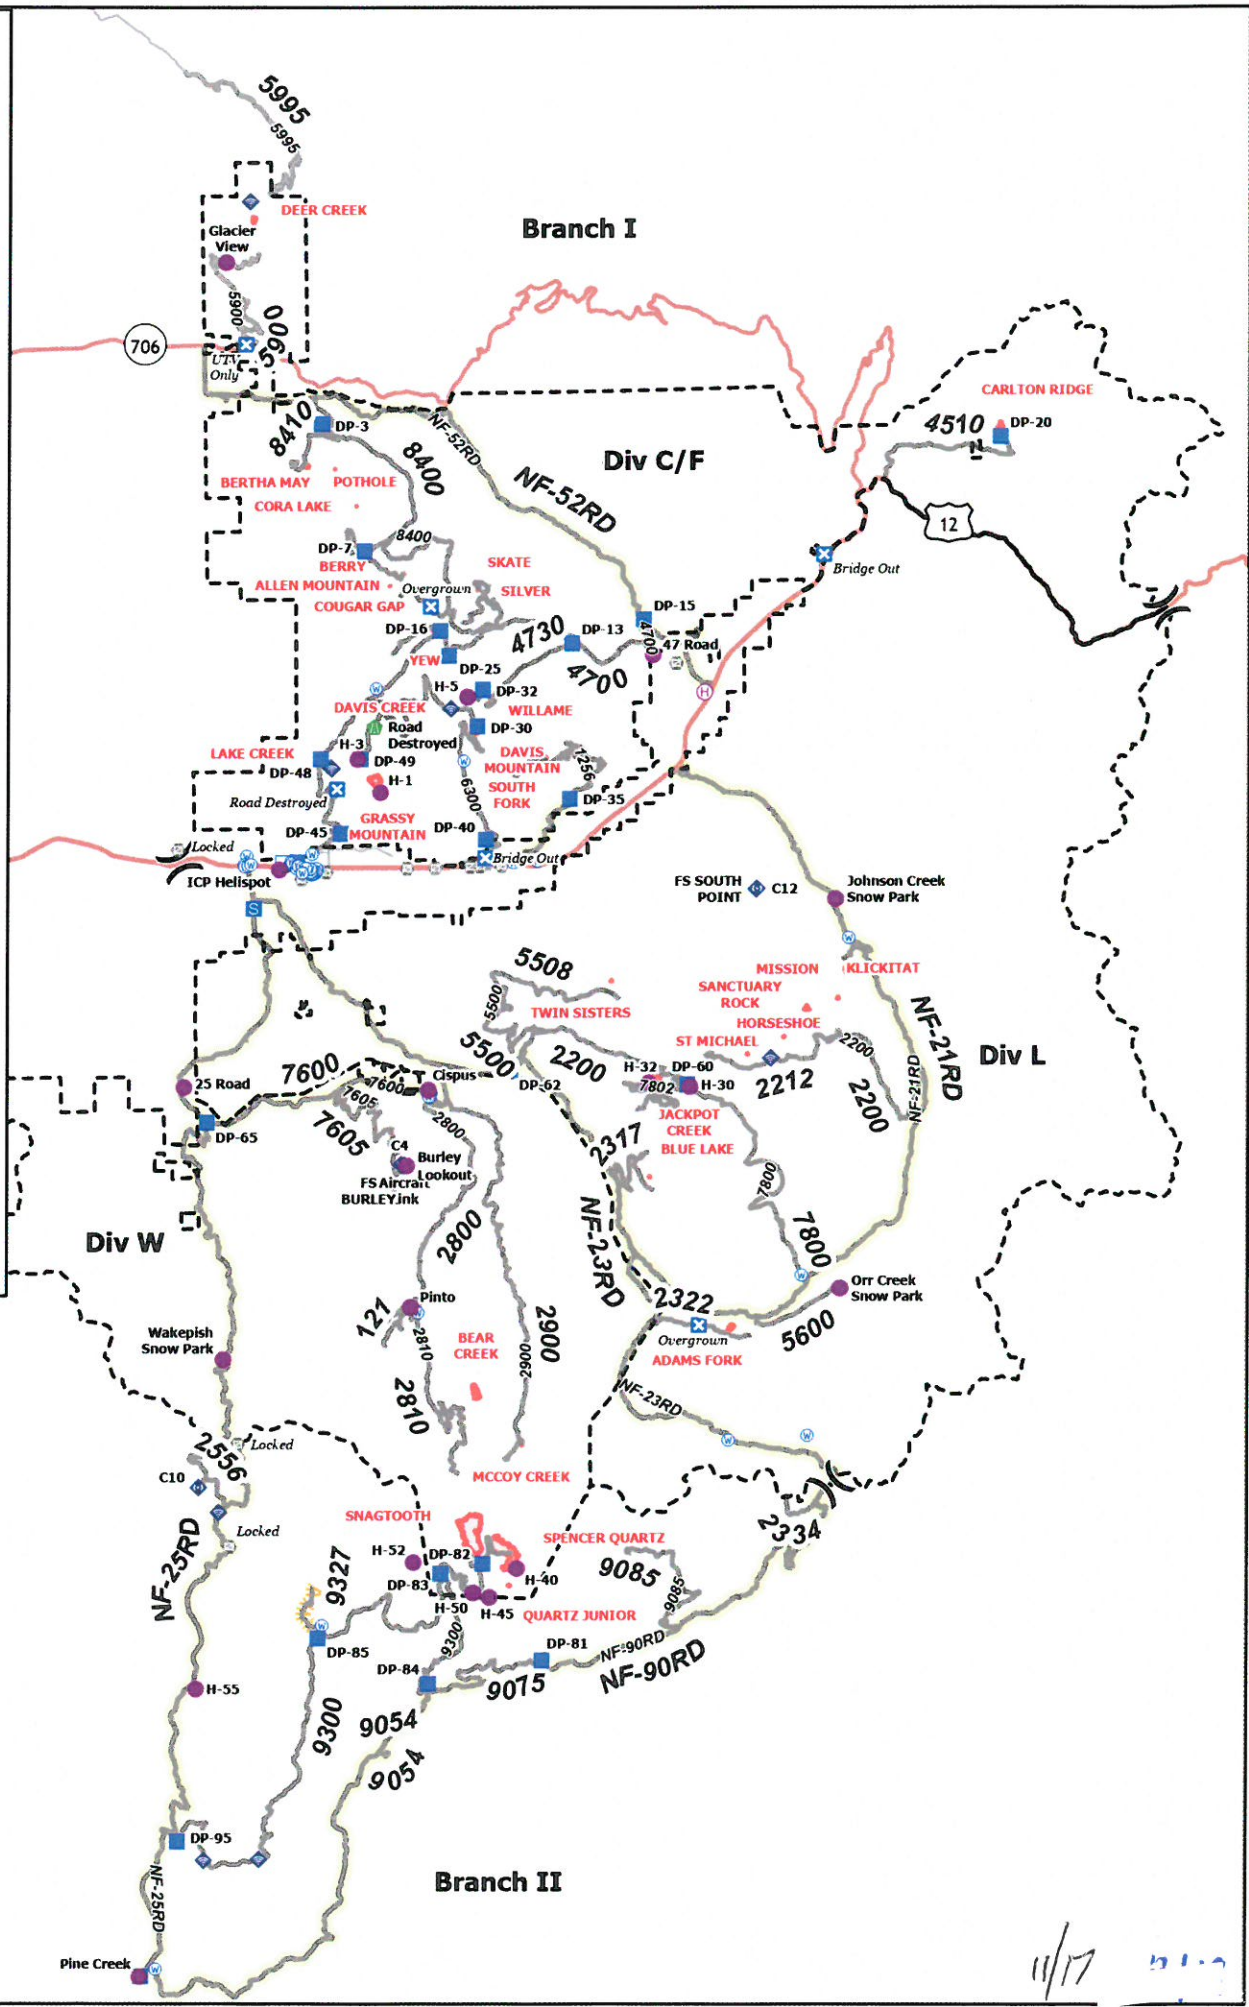 5995
5995
DEER CREEK
Branch I
Glacier
View
5900
5900
706
UTV
Only
CARLTON RIDGE
4510
DP-20
8410
DP-3
NF-52RD
8400
Div C/F
NF-52RD
BERTHA MAY
POTHOLE
CORA LAKE
12
DP-7
8400
BERRY
SKATE
Bridge Out
ALLEN MOUNTAIN
Overgrown
SILVER
COUGAR GAP
DP-15
DP-16
4730
DP-13
4700
47 Road
YEW
DP-25
4700
H-5
DP-32
H
DAVIS CREEK
WILLAME
Road
Destroyed
DP-30
LAKE CREEK
H-3
DP-49
DAVIS
MOUNTAIN
1256
DP-48
H-1
6300
SOUTH
FORK
DP-35
Road Destroyed
GRASSY
MOUNTAIN
DP-45
DP-40
Locked
Bridge Out
ICP Helispot
S
FS SOUTH
POINT
C12
Johnson Creek
Snow Park
5508
MISSION
KLICKITAT
5500
SANCTUARY
ROCK
TWIN SISTERS
HORSESHOE
NF-21RD
ST MICHAEL
2200
5500
2200
Div L
7600
7600
Cispus
DP-62
H-32
DP-60
7802
H-30
2212
2200
NF-21RD
25 Road
7605
7605
2800
DP-65
JACKPOT
CREEK
2317
BLUE LAKE
C4
Burley
Lookout
FS Aircraft
BURLEY.ink
7800
7800
Div W
2800
NF-23RD
Orr Creek
Snow Park
Pinto
2322
121
2810
5600
Wakepish
Snow Park
BEAR
CREEK
2900
2900
Overgrown
ADAMS FORK
2810
NF-23RD
Locked
2556
C10
MCCOY CREEK
SNAGTOOTH
2334
Locked
SPENCER QUARTZ
NF-25RD
H-52
DP-82
9085
9327
DP-83
H-40
9085
H-50
H-45
QUARTZ JUNIOR
9300
DP-85
DP-81
NF-90RD
NF-90RD
DP-84
9075
H-55
9300
9054
9054
DP-95
NF-25RD
Branch II
Pine Creek
11/17